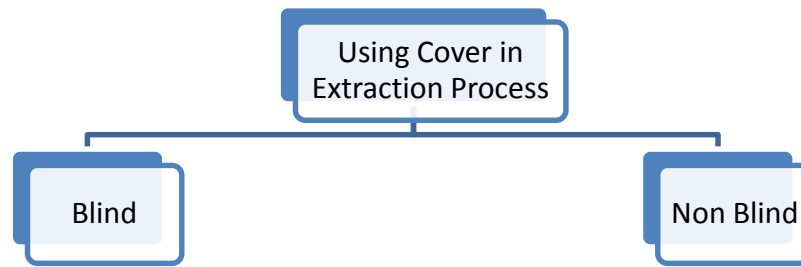 Using Cover in
Extraction Process
Blind
Non Blind